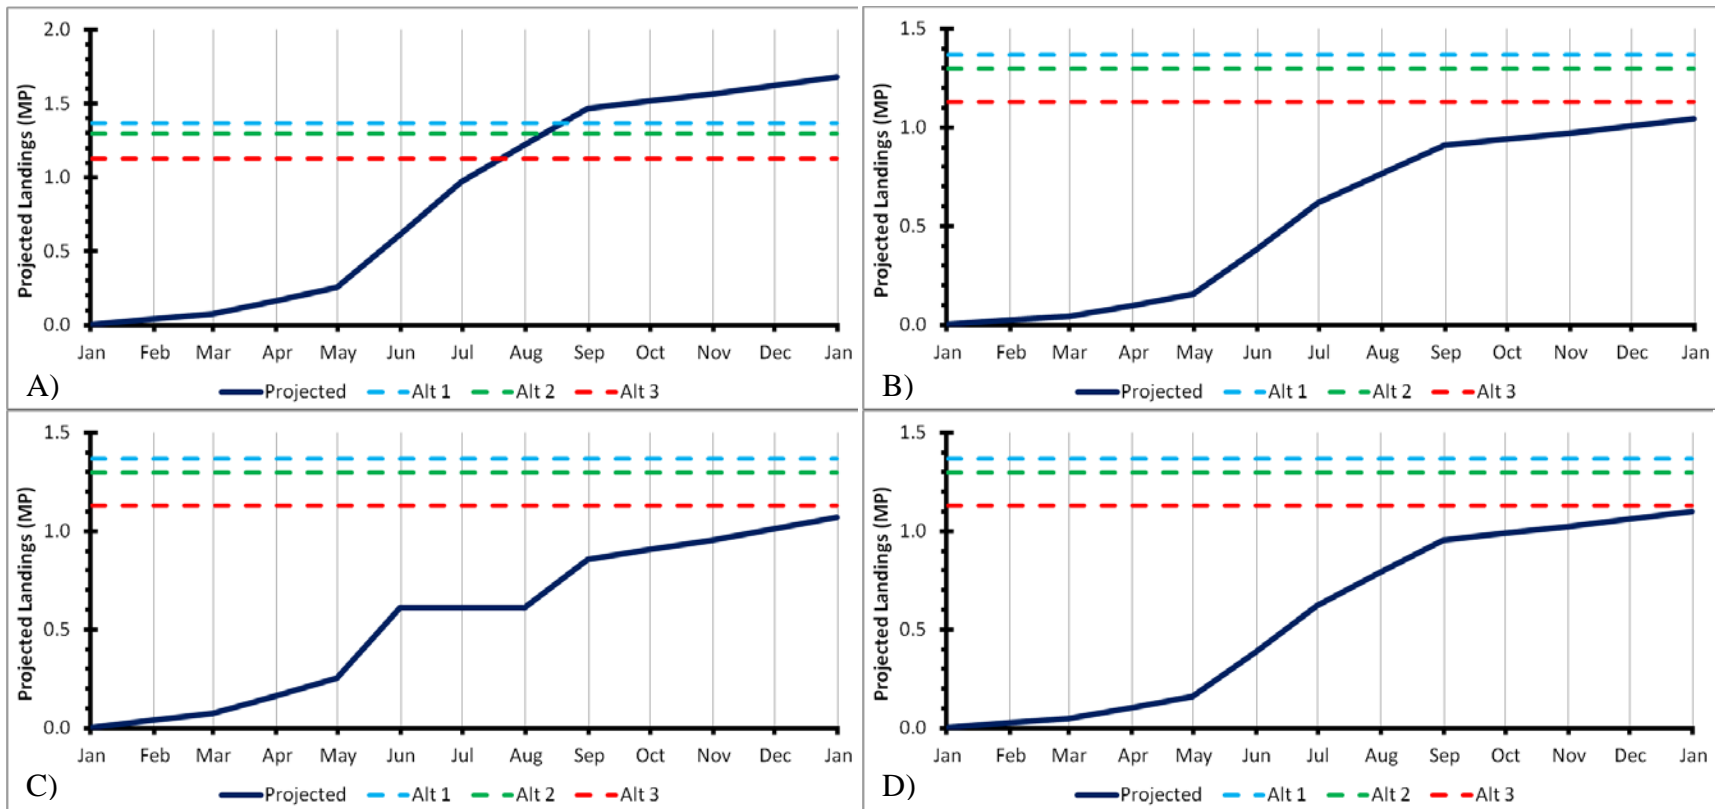 Projected Landings (MP)
2.0
1.5
1.0
0.5
0.0
Jan Feb Mar Apr May Jun Jul Aug Sep Oct Nov Dec Jan
A)
Projected Alt 1 Alt 2 Alt 3
Projected Landings (MP)
1.5
1.0
0.5
0.0
Jan Feb Mar Apr May Jun Jul Aug Sep Oct Nov Dec Jan
B)
Projected Alt 1 Alt 2 Alt 3
Projected Landings (MP)
1.5
1.0
0.5
0.0
Jan Feb Mar Apr May Jun Jul Aug Sep Oct Nov Dec Jan
C)
Projected Alt 1 Alt 2 Alt 3
Projected Landings (MP)
1.5
1.0
0.5
0.0
Jan Feb Mar Apr May Jun Jul Aug Sep Oct Nov Dec Jan
D)
Projected Alt 1 Alt 2 Alt 3